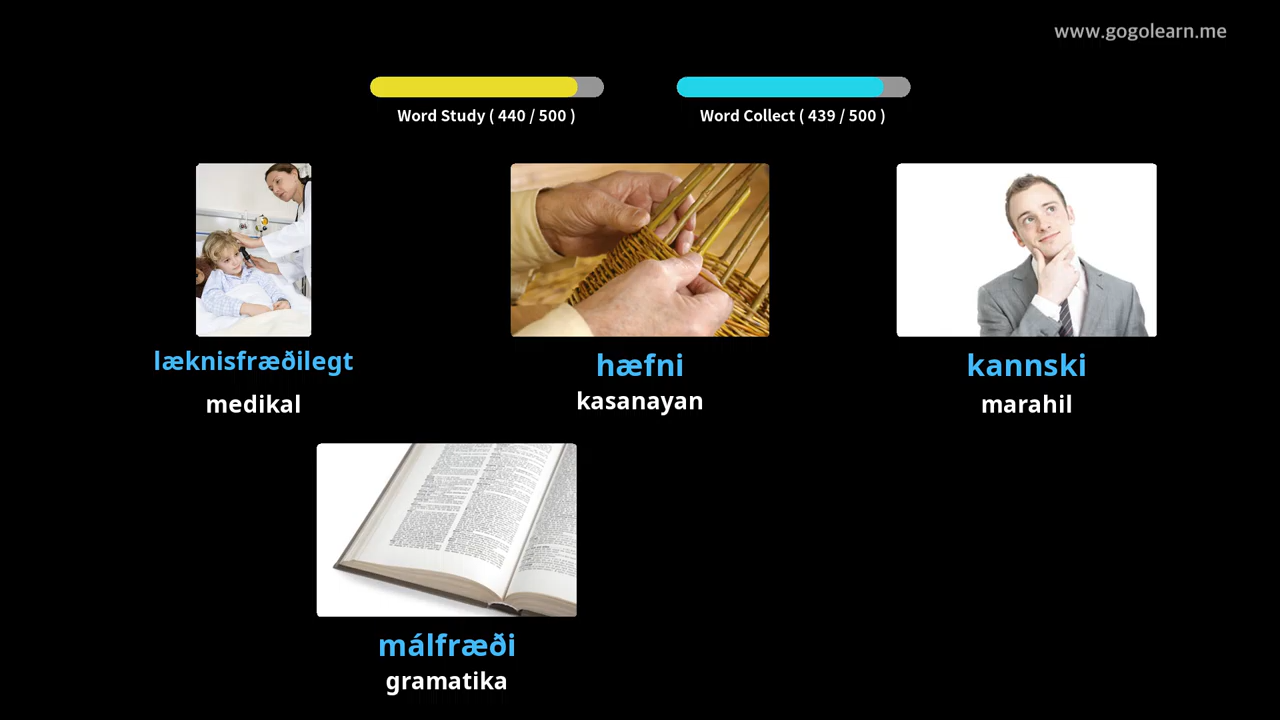 www.gogolearn.me
Word Study ( 440 / 500 )
Word Collect ( 439 / 500 )
læknisfræðilegt
medikal
hæfni
kasanayan
kannski
marahil
málfræði
gramatika